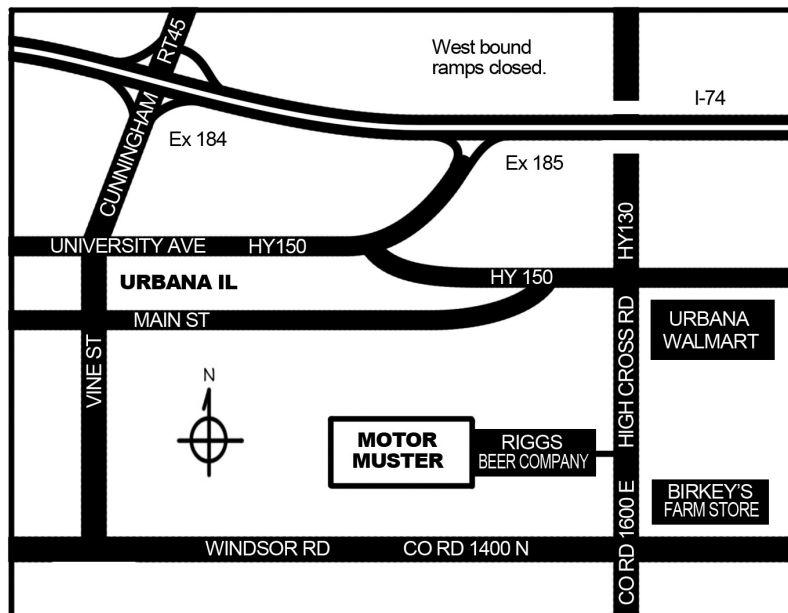 RT45
West bound
ramps closed.
I-74
CUNNINGHAM
Ex 184
Ex 185
HY130
UNIVERSITY AVE
HY150
HY 150
URBANA IL
MAIN ST
URBANA
WALMART
VINE ST
HIGH CROSS RD
N
MOTOR
MUSTER
RIGGS
BEER COMPANY
BIRKEY'S
FARM STORE
WINDSOR RD
CO RD 1400 N
CO RD 1600 E